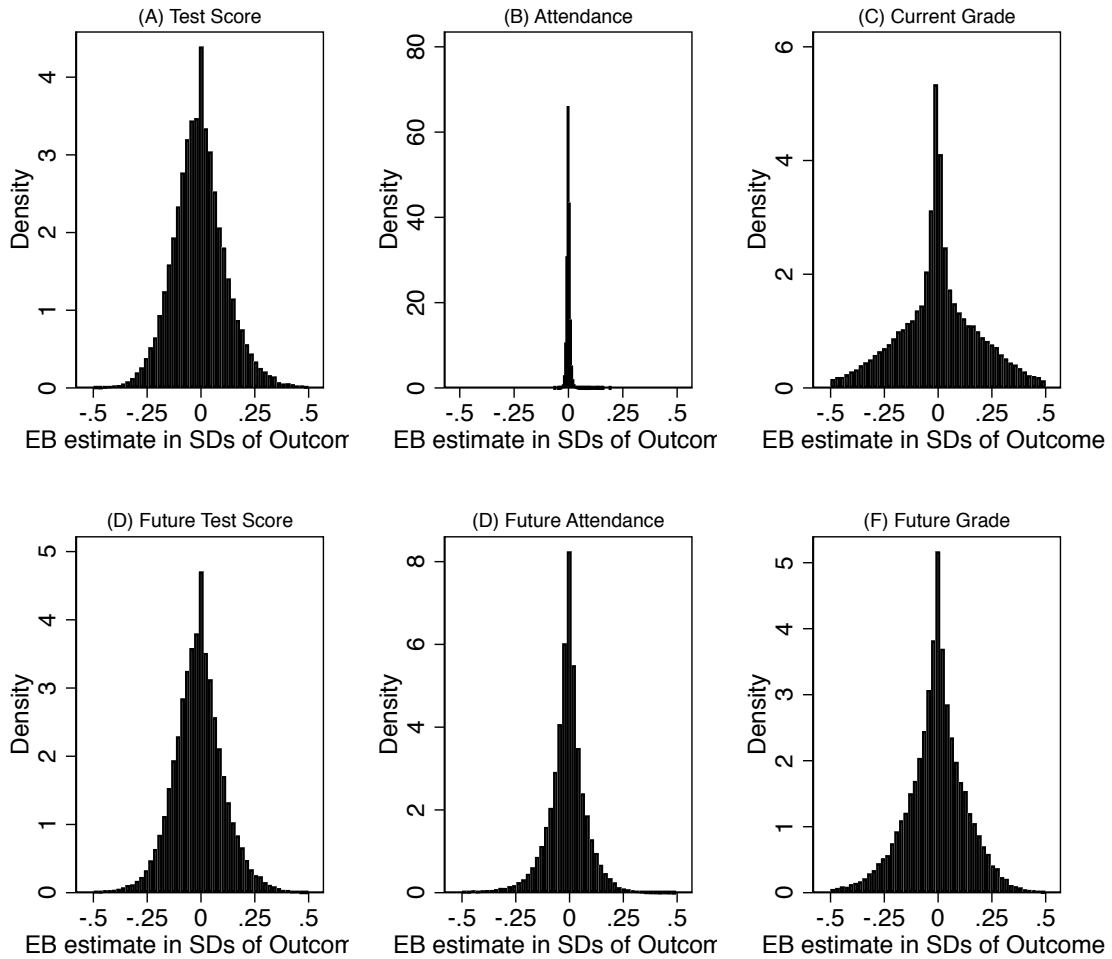 (A) Test Score
Density
0 1 2 3 4
-.5 -.25 0 .25 .5
EB estimate in SDs of Outcom
(B) Attendance
Density
0 20 40 60 80
-.5 -.25 0 .25 .5
EB estimate in SDs of Outcom
(C) Current Grade
Density
0 2 4 6
-.5 -.25 0 .25 .5
EB estimate in SDs of Outcome
(D) Future Test Score
Density
0 1 2 3 4 5
-.5 -.25 0 .25 .5
EB estimate in SDs of Outcom
(D) Future Attendance
Density
0 2 4 6 8
-.5 -.25 0 .25 .5
EB estimate in SDs of Outcom
(F) Future Grade
Density
0 1 2 3 4 5
-.5 -.25 0 .25 .5
EB estimate in SDs of Outcome